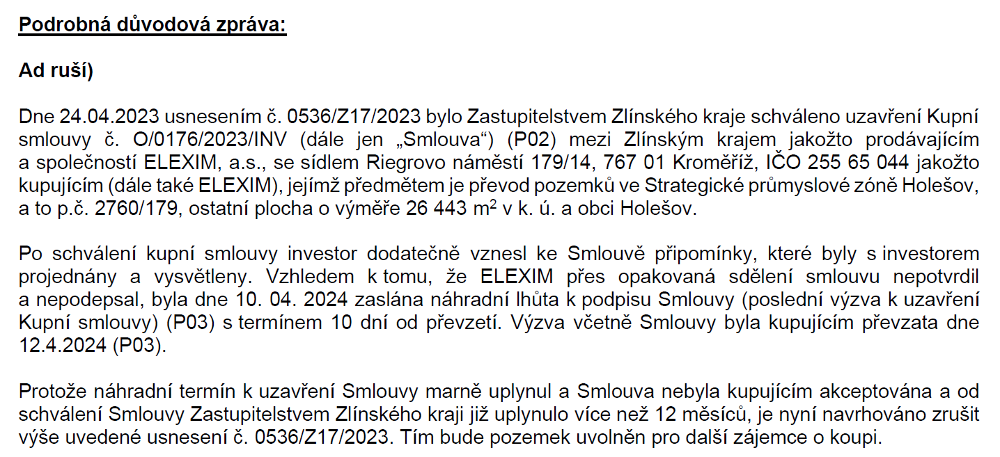 Podrobná důvodová zpráva:
Ad ruší)
Dne 24.04.2023 usnesením č. 0536/Z17/2023 bylo Zastupitelstvem Zlínského kraje schváleno uzavření Kupní
smlouvy č. O/0176/2023/INV (dále jen „Smlouva“) (P02) mezi Zlínským krajem jakožto prodávajícím
a společností ELEXIM, a.s., se sídlem Riegrovo náměstí 179/14, 767 01 Kroměříž, IČO 255 65 044 jakožto
kupujícím (dále také ELEXIM), jejímž předmětem je převod pozemků ve Strategické průmyslové zóně Holešov,
a to p.č. 2760/179, ostatní plocha o výměře 26 443 m² v k. ú. a obci Holešov.
Po schválení kupní smlouvy investor dodatečně vznesl ke Smlouvě připomínky, které byly s investorem
projednány a vysvětleny. Vzhledem k tomu, že ELEXIM přes opakovaná sdělení smlouvu nepotvrdil
a nepodepsal, byla dne 10. 04. 2024 zaslána náhradní lhůta k podpisu Smlouvy (poslední výzva k uzavření
Kupní smlouvy) (P03) s termínem 10 dní od převzetí. Výzva včetně Smlouvy byla kupujícím převzata dne
12.4.2024 (P03).
Protože náhradní termín k uzavření Smlouvy marně uplynul a Smlouva nebyla kupujícím akceptována a od
schválení Smlouvy Zastupitelstvem Zlínského kraji již uplynulo více než 12 měsíců, je nyní navrhováno zrušit
výše uvedené usnesení č. 0536/Z17/2023. Tím bude pozemek uvolněn pro další zájemce o koupi.